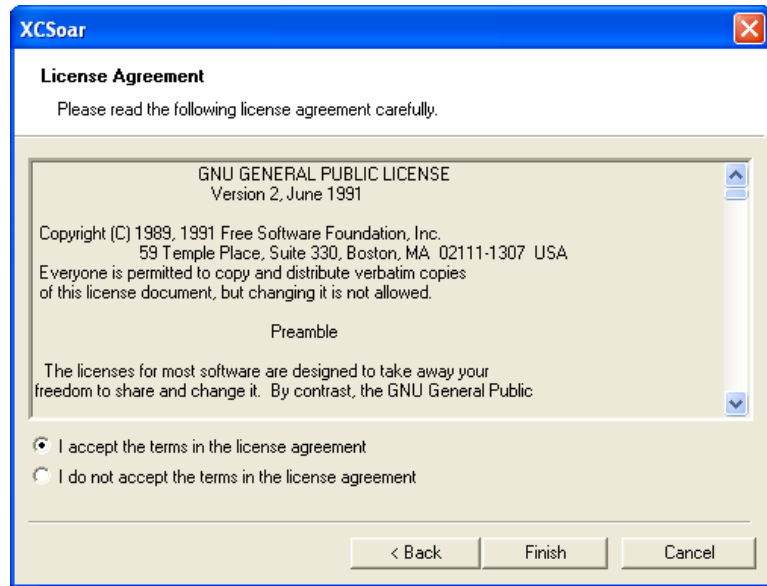 XCSoar
License Agreement
Please read the following license agreement carefully.
GNU GENERAL PUBLIC LICENSE
Version 2, June 1991
Copyright (C) 1989, 1991 Free Software Foundation, Inc.
59 Temple Place, Suite 330, Boston, MA 02111-1307 USA
Everyone is permitted to copy and distribute verbatim copies
of this license document, but changing it is not allowed.
Preamble
The licenses for most software are designed to take away your
freedom to share and change it. By contrast, the GNU General Public
I accept the terms in the license agreement
I do not accept the terms in the license agreement
< Back Finish Cancel